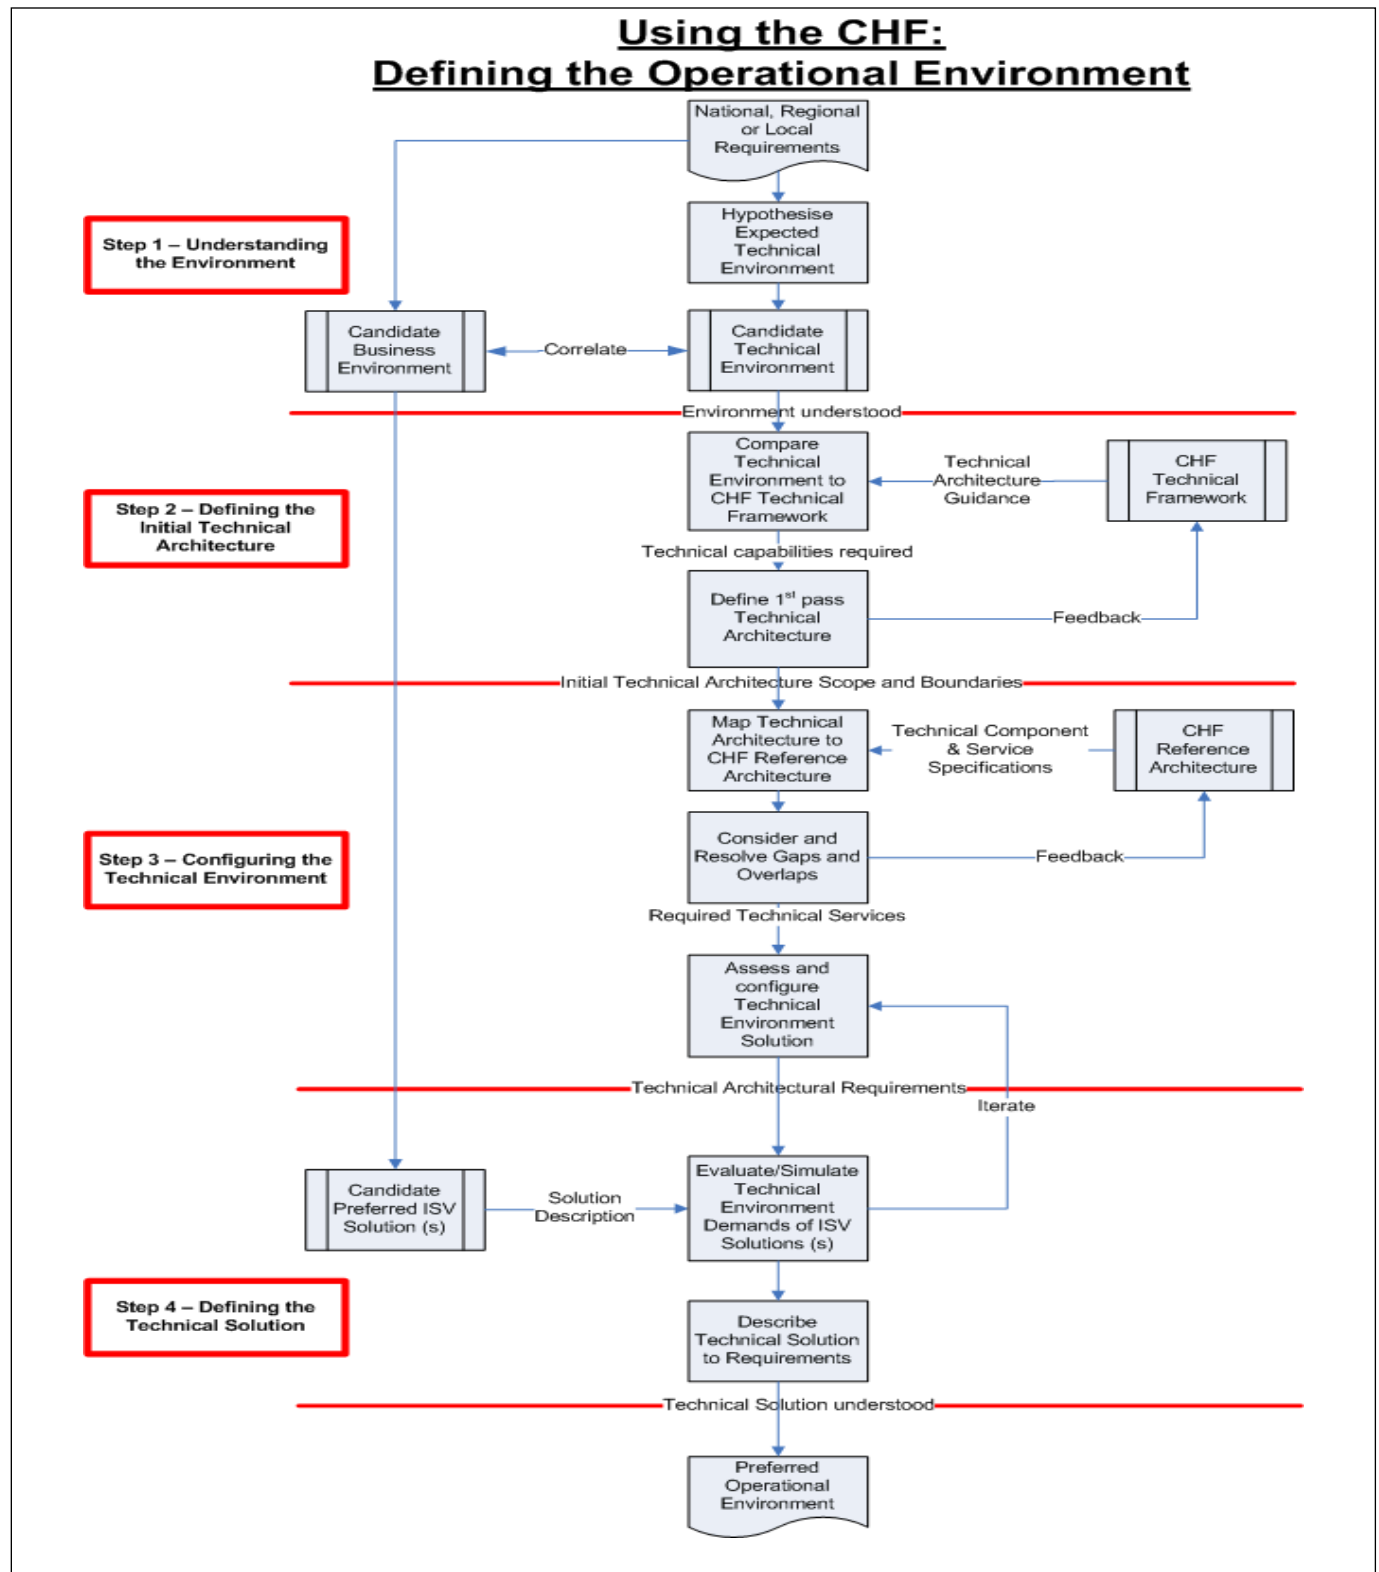 Using the CHF:
Defining the Operational Environment
National, Regional
or Local
Requirements
Hypothesise
Expected
Technical
Environment
Step 1 – Understanding
the Environment
Candidate
Business
Environment
Correlate
Candidate
Technical
Environment
Environment understood
Compare
Technical
Environment to
CHF Technical
Framework
Technical
Architecture
Guidance
CHF
Technical
Framework
Step 2 – Defining the
Initial Technical
Architecture
Technical capabilities required
Define 1st pass
Technical
Architecture
Feedback
Initial Technical Architecture Scope and Boundaries
Map Technical
Architecture to
CHF Reference
Architecture
Technical Component
& Service
Specifications
CHF
Reference
Architecture
Step 3 – Configuring the
Technical Environment
Consider and
Resolve Gaps and
Overlaps
Feedback
Required Technical Services
Assess and
configure
Technical
Environment
Solution
Technical Architectural Requirements
Iterate
Candidate
Preferred ISV
Solution (s)
Solution
Description
Evaluate/Simulate
Technical
Environment
Demands of ISV
Solutions (s)
Step 4 – Defining the
Technical Solution
Describe
Technical Solution
to Requirements
Technical Solution understood
Preferred
Operational
Environment